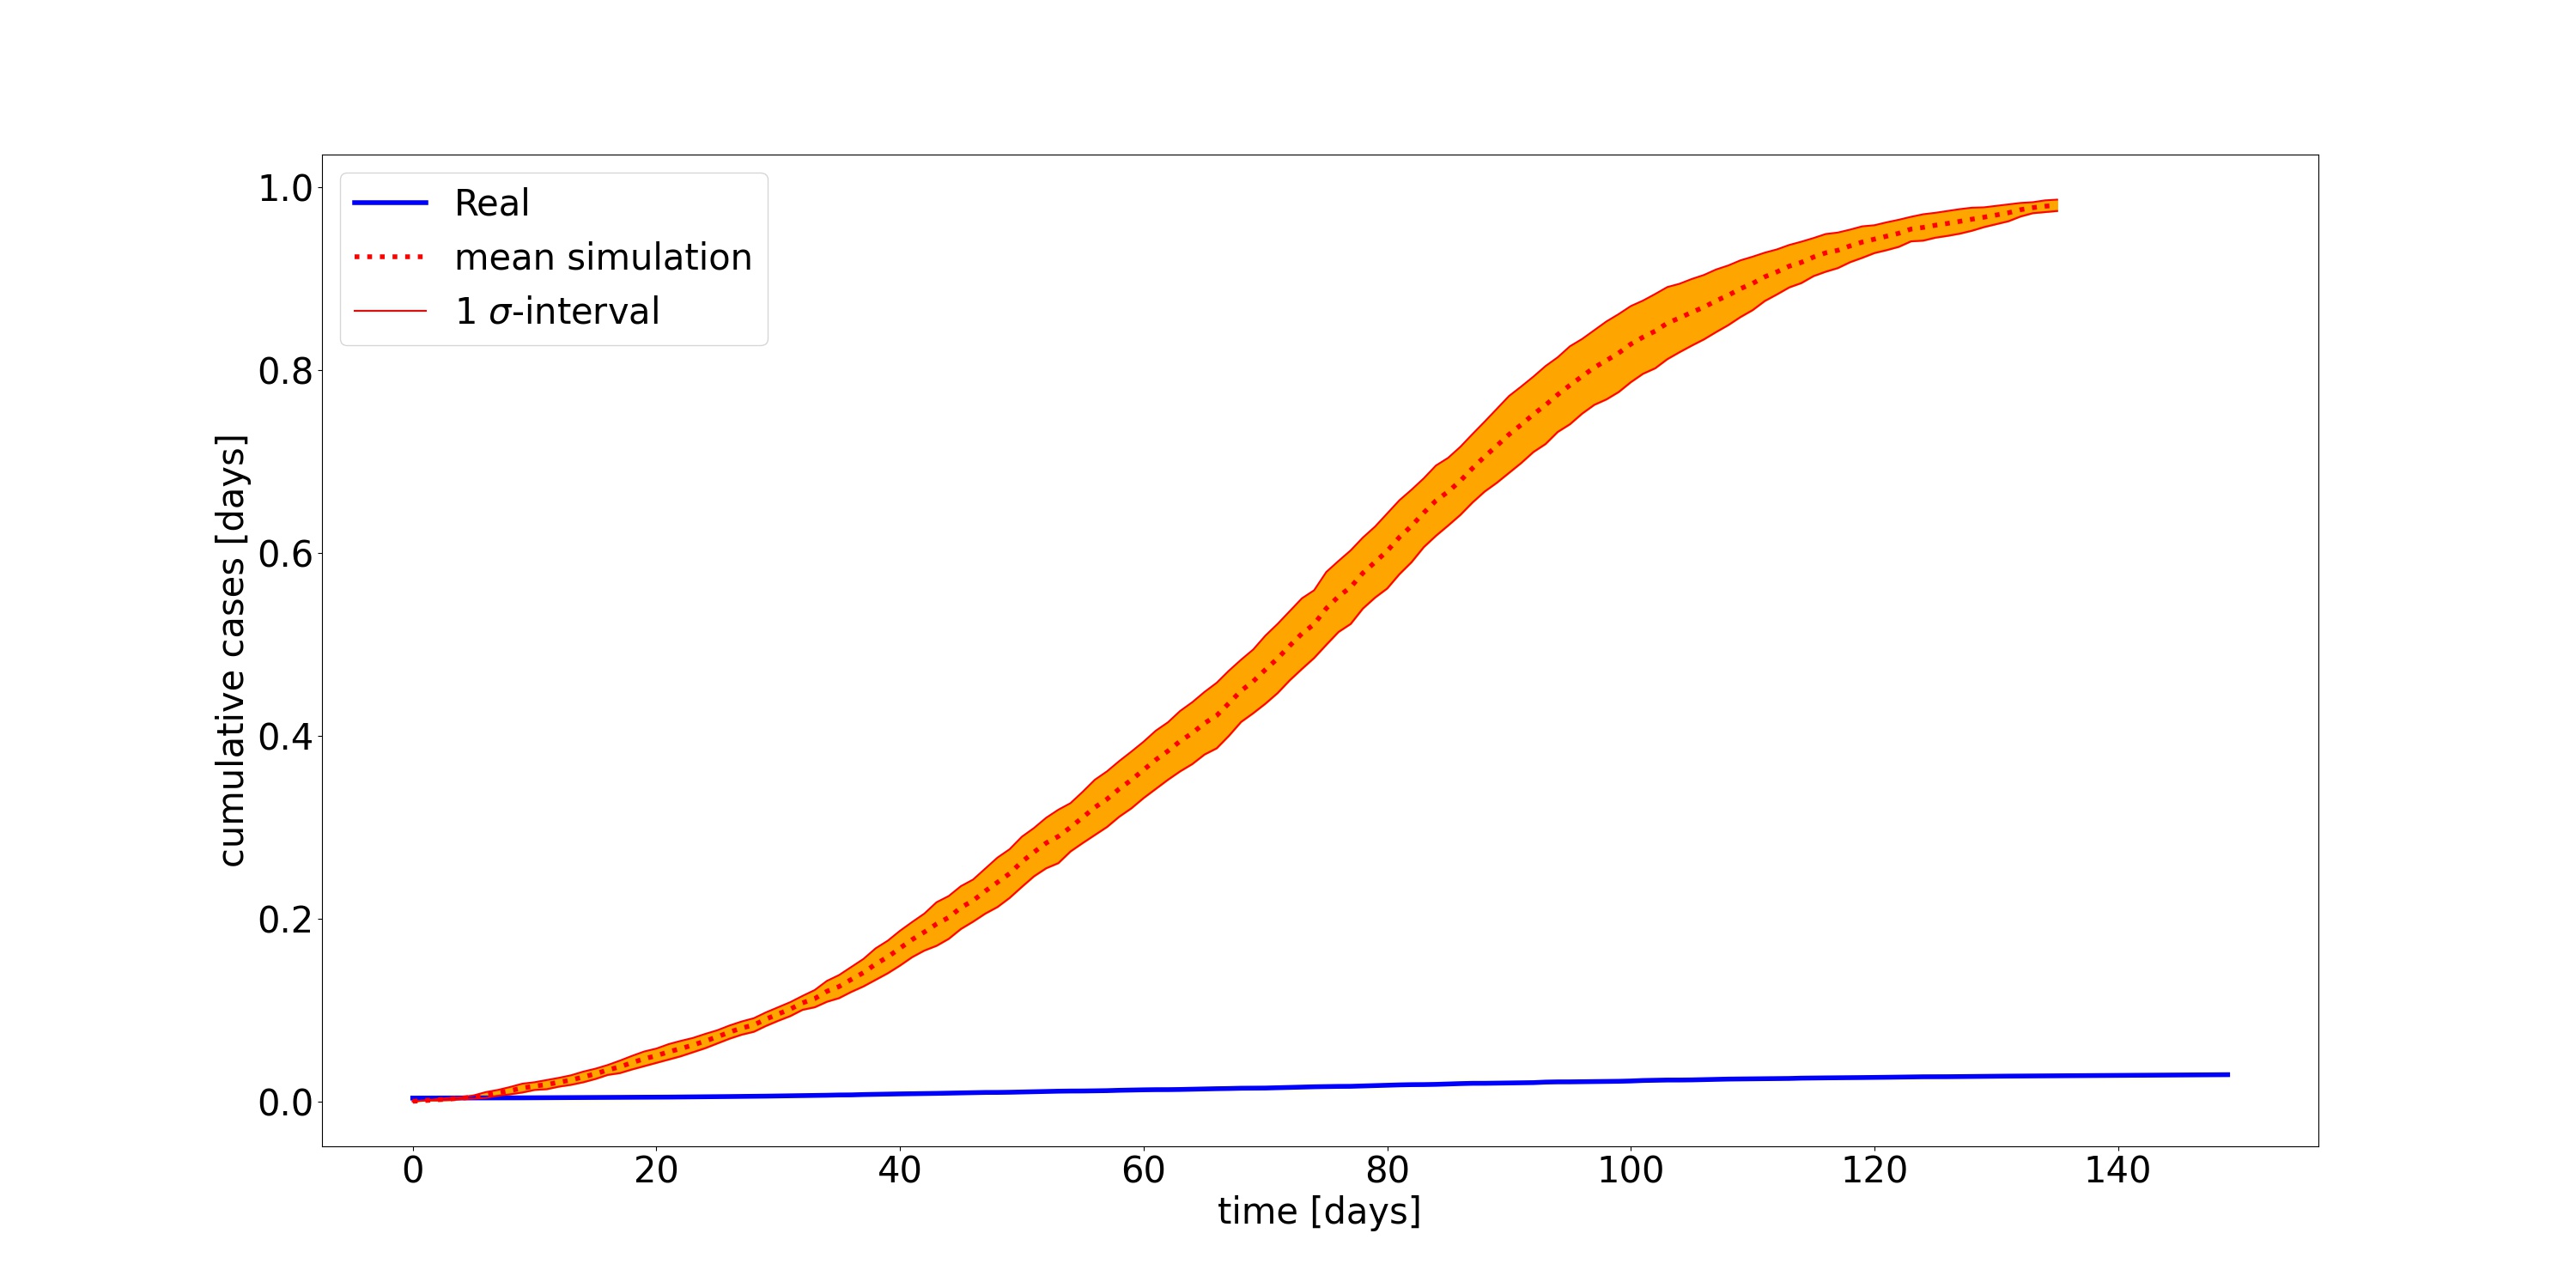 Real
mean simulation
1 σ-interval
1.0
0.8
0.6
0.4
0.2
0.0
cumulative cases [days]
0 20 40 60 80 100 120 140
time [days]